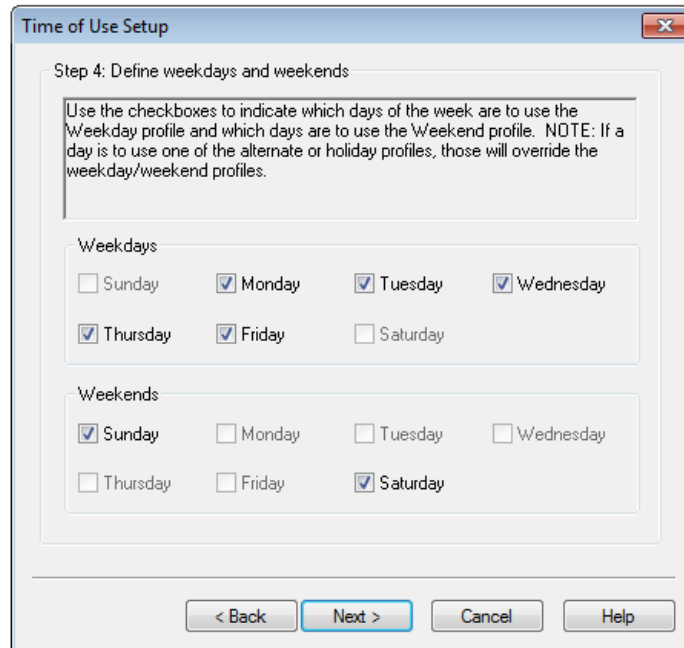 Time of Use Setup
Step 4: Define weekdays and weekends
Use the checkboxes to indicate which days of the week are to use the
Weekday profile and which days are to use the Weekend profile.  NOTE: If a
day is to use one of the alternate or holiday profiles, those will override the
weekday/weekend profiles.
Weekdays
Sunday Monday Tuesday Wednesday
Thursday Friday Saturday
Weekends
Sunday Monday Tuesday Wednesday
Thursday Friday Saturday
< Back Next > Cancel Help